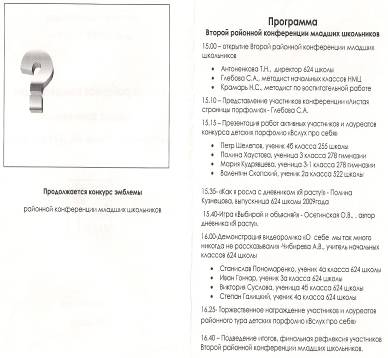 ?
Продолжается конкурс эмблемы
районной конференции младших школьников
Программа
Второй районной конференции младших школьников
15.00 – открытие Второй районной конференции младших
школьников
• Антоненкова Т.Н., директор 624 школы
• Глебова С.А., методист начальных классов НМЦ
• Крамарь Н.С., методист по воспитательной работе
15.10 – Представление участников конференции «Листая
страницы портфолио» - Глебова С.А.
15.15 – Презентация работ активных участников и лауреатов
конкурса детских портфолио «Вслух про себя»
• Петр Шелепов, ученик 4б класса 255 школы
• Полина Хаустова, ученица 3 класса 278 гимназии
• Мария Кудрявцева, ученица 3-1 класса 278 гимназии
• Валентин Скопский, ученик 2а класса 522 школы
15.35- «Как я росла с дневником «Я расту!» - Полина
Кузнецова, выпускница 624 школы 2009года
15.40-Игра «Выбирай и объясняй» - Осетинская О.В., автор
дневника «Я расту».
16.00-Демонстрация видеоролика «О себе мы так много
никогда не рассказывали» -Чибирева А.В., учитель начальных
классов 624 школы
• Станислав Пономаренко, ученик 4а класса 624 школы
• Иван Гончар, ученик 3а класса 624 школы
• Виктория Суслова, ученица 4б класса 624 школы
• Степан Галицкий, ученик 4а класса 624 школы
16.25- Торжественное награждение участников и лауреатов
районного тура детских портфолио «Вслух про себя»
16.40 – Подведение итогов, финальная рефлексия участников
Второй районной конференции младших школьников.